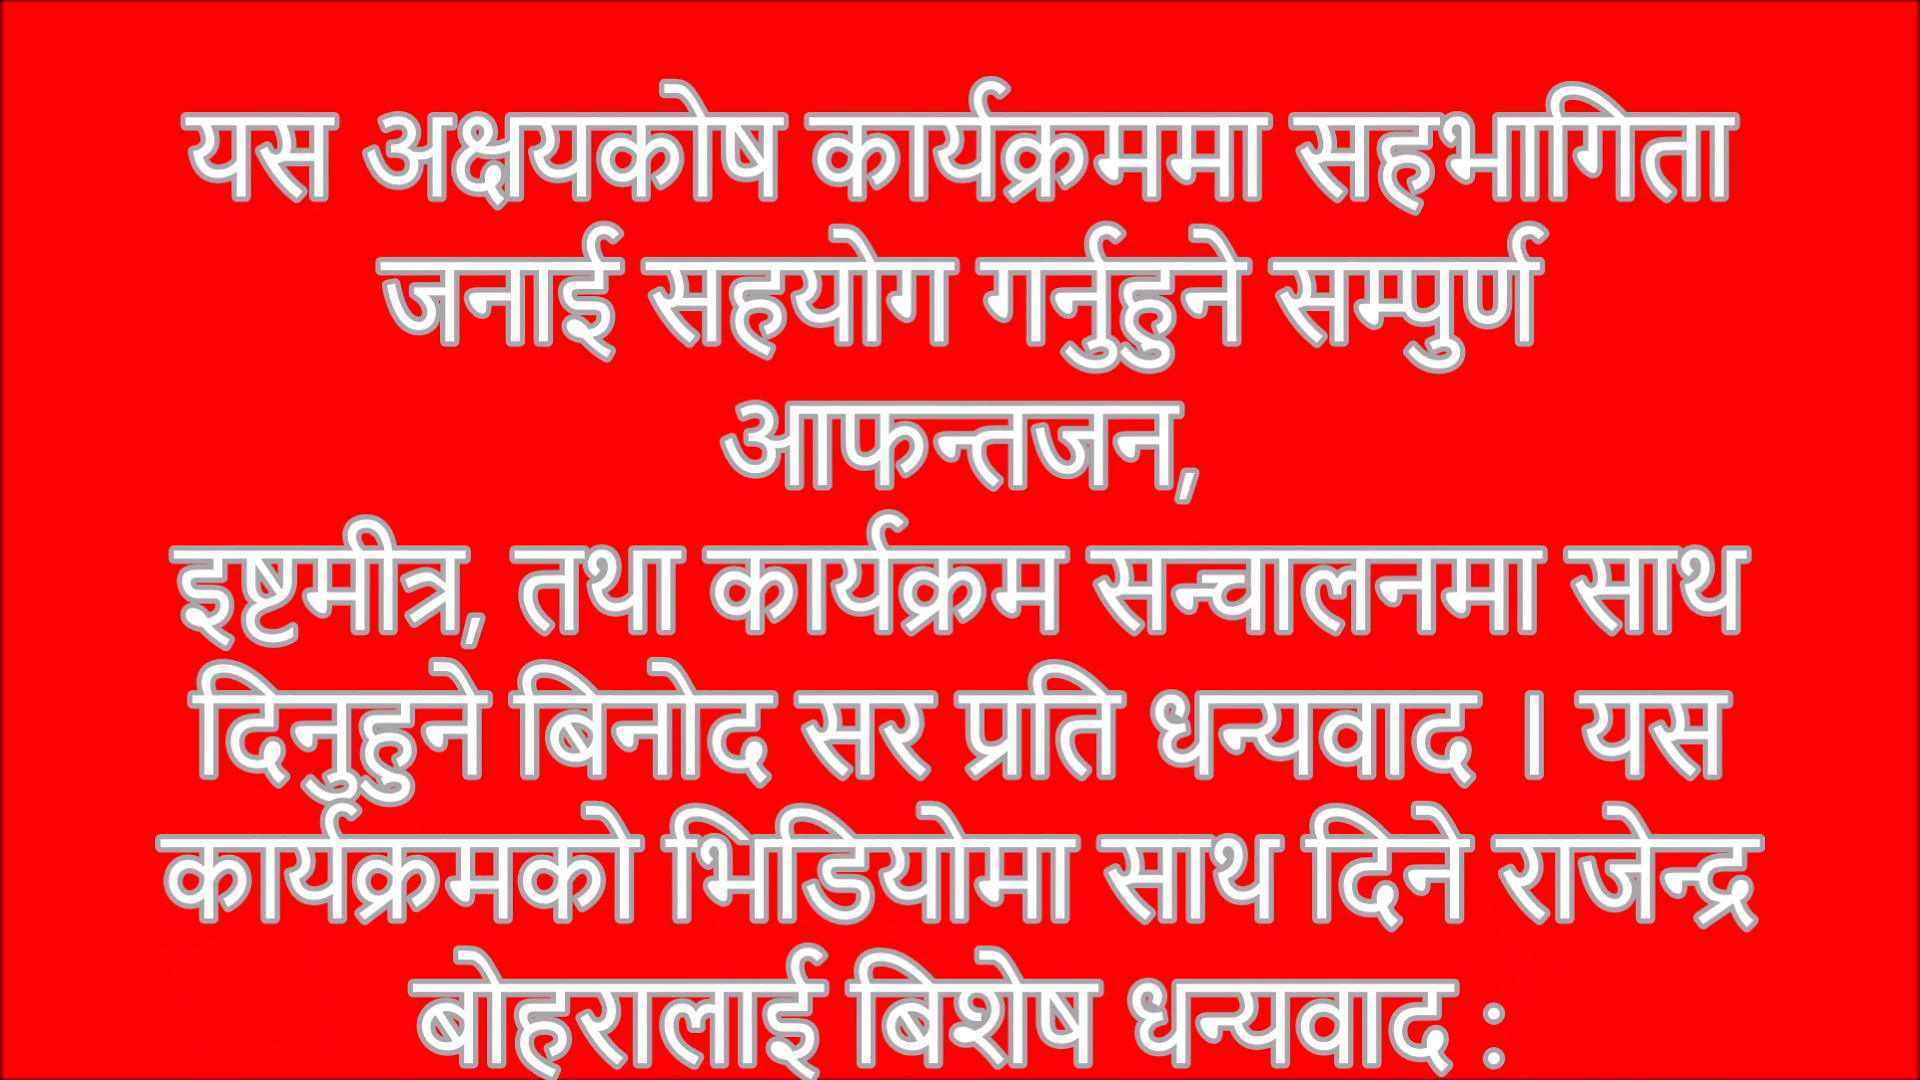 यस अक्षयकोष कार्यक्रममा सहभागिता
जनाई सहयोग गर्नुहुने सम्पुर्ण
आफन्तजन,
इष्टमीत्र, तथा कार्यक्रम सन्चालनमा साथ
दिनुहुने बिनोद सर प्रति धन्यवाद । यस
कार्यक्रमको भिडियोमा साथ दिने राजेन्द्र
बोहरालाई बिशेष धन्यवाद :